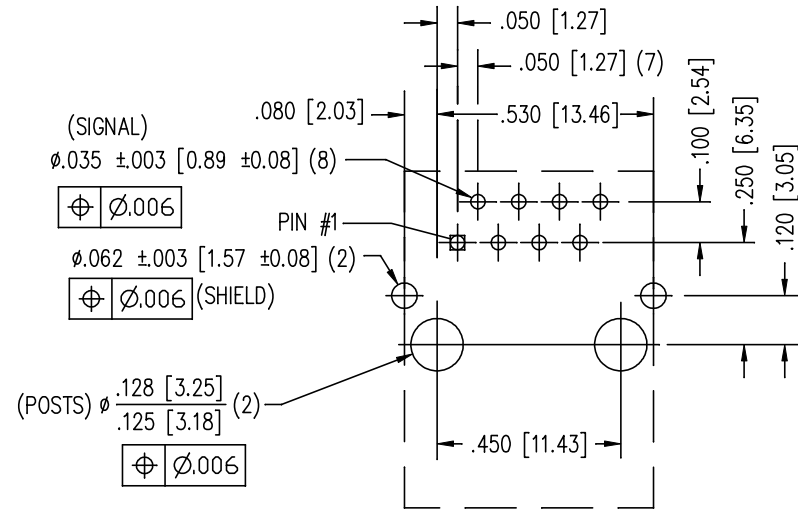 .050 [1.27]
.050 [1.27] (7)
.080 [2.03]
.530 [13.46]
.100 [2.54]
.250 [6.35]
.120 [3.05]
(SIGNAL)
ø.035 ±.003 [0.89 ±0.08] (8)
⌖ Ø.006
PIN #1
ø.062 ±.003 [1.57 ±0.08] (2)
⌖ Ø.006 (SHIELD)
(POSTS) ø .128 [3.25] (2)
.125 [3.18]
⌖ Ø.006
.450 [11.43]